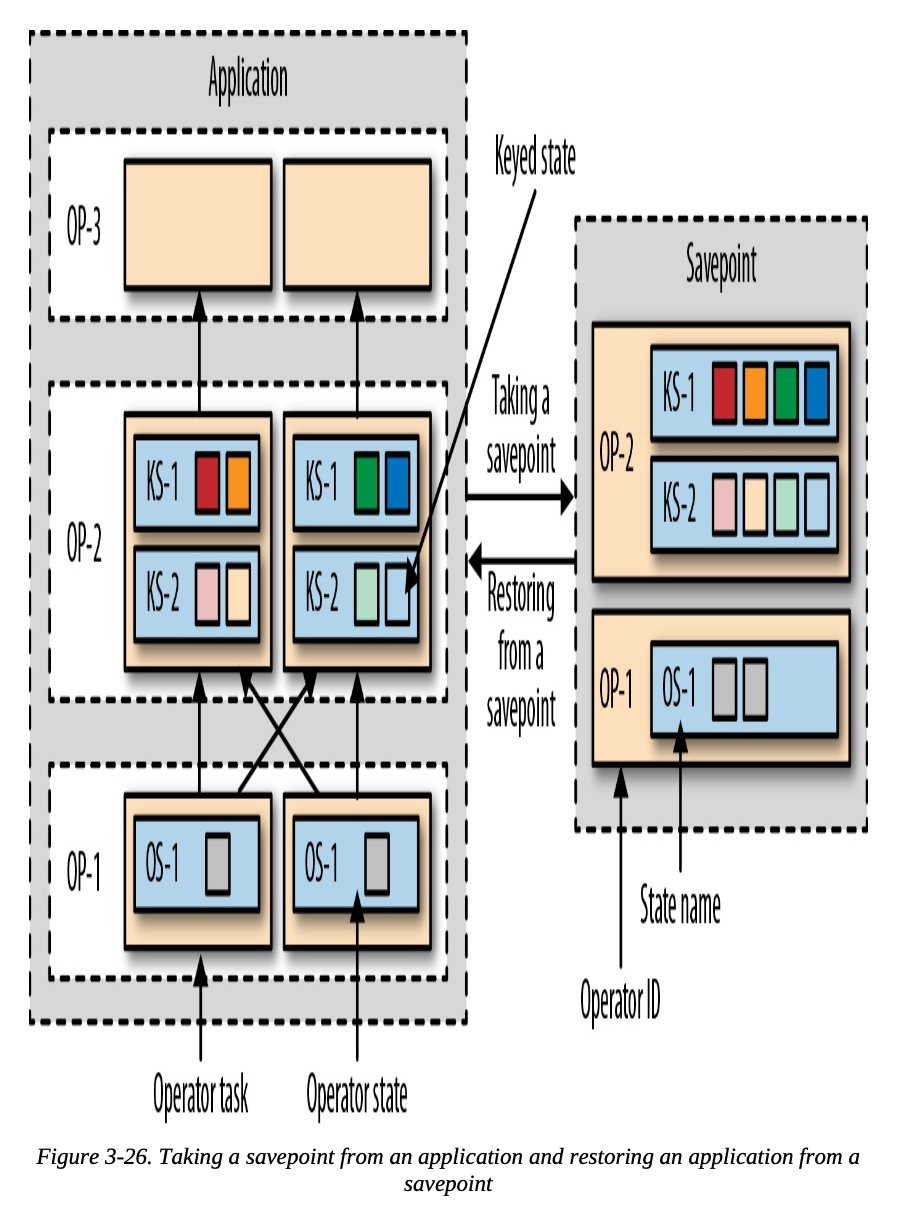 Application
OP-3
Keyed state
Savepoint
OP-2
KS-1
KS-1
KS-2
KS-2
Taking a
savepoint
Restoring
from a
savepoint
OP-2
KS-1
KS-2
OP-1
OS-1
OP-1
OS-1
OS-1
State name
Operator ID
Operator task
Operator state
Figure 3-26. Taking a savepoint from an application and restoring an application from a
savepoint